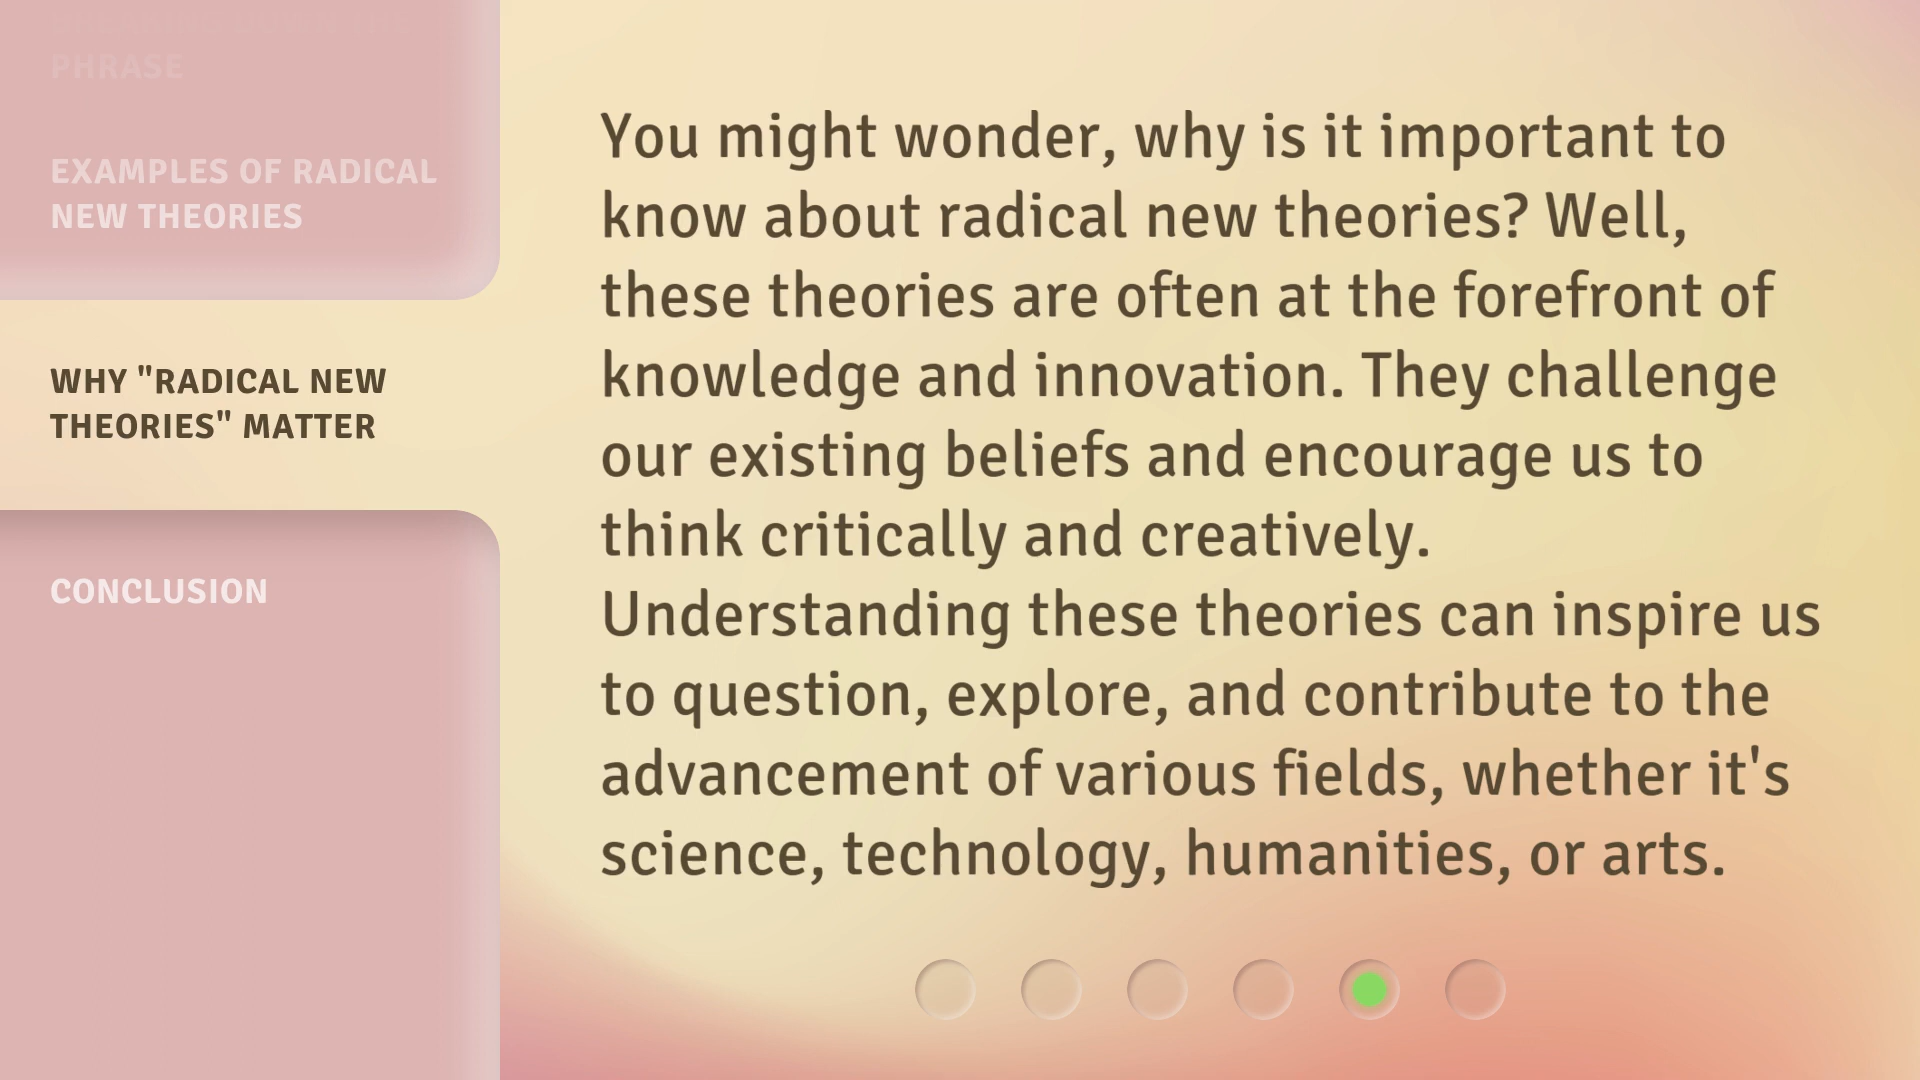 PHRASE
EXAMPLES OF RADICAL
NEW THEORIES
WHY "RADICAL NEW
THEORIES" MATTER
CONCLUSION
You might wonder, why is it important to
know about radical new theories? Well,
these theories are often at the forefront of
knowledge and innovation. They challenge
our existing beliefs and encourage us to
think critically and creatively.
Understanding these theories can inspire us
to question, explore, and contribute to the
advancement of various fields, whether it's
science, technology, humanities, or arts.